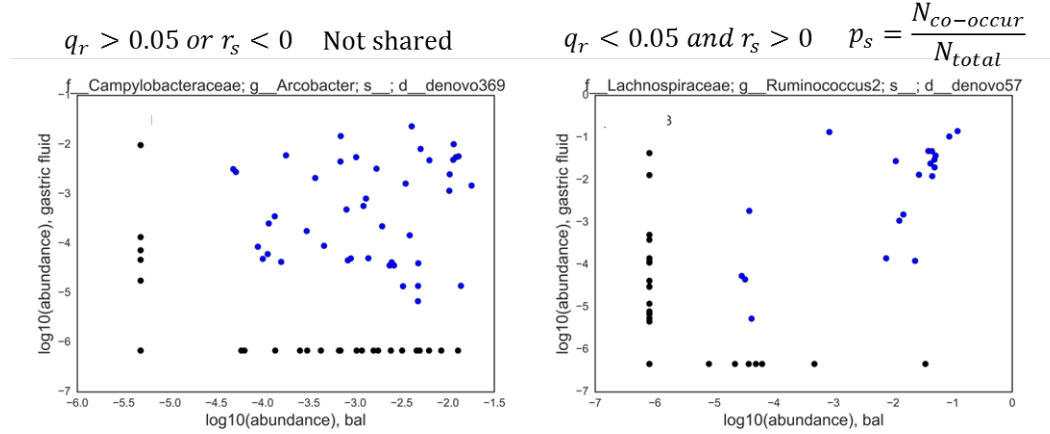 q_r > 0.05 or r_s < 0 Not shared
f__Campylobacteraceae; g__Arcobacter; s__; d__denovo369
log10(abundance), gastric fluid
−1
−2
−3
−4
−5
−6
−7
−6.0 −5.5 −5.0 −4.5 −4.0 −3.5 −3.0 −2.5 −2.0 −1.5
log10(abundance), bal
q_r < 0.05 and r_s > 0 p_s = N_co−occur / N_total
f__Lachnospiraceae; g__Ruminococcus2; s__; d__denovo57
log10(abundance), gastric fluid
0
−1
−2
−3
−4
−5
−6
−7
−7 −6 −5 −4 −3 −2 −1 0
log10(abundance), bal